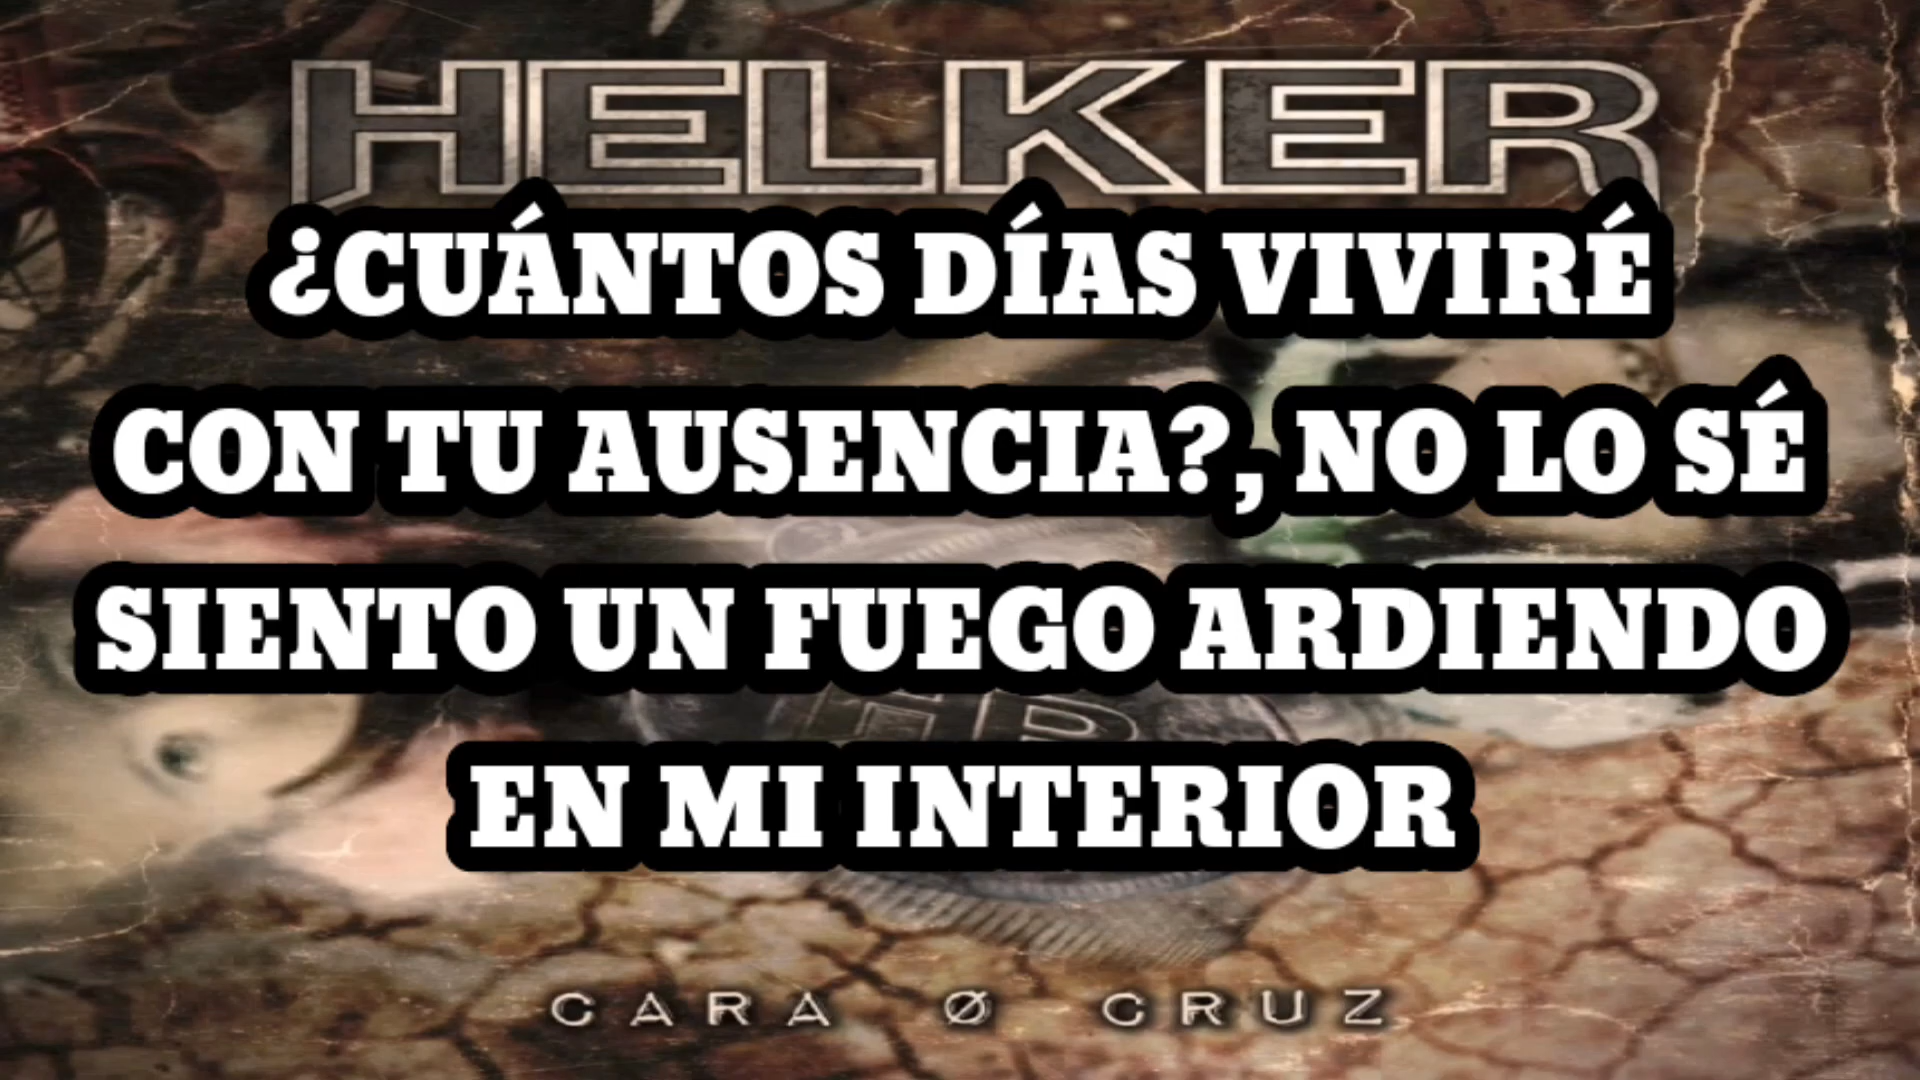 HELKER
¿CUÁNTOS DÍAS VIVIRÉ
CON TU AUSENCIA?, NO LO SÉ
SIENTO UN FUEGO ARDIENDO
EN MI INTERIOR
CARA Ø CRUZ